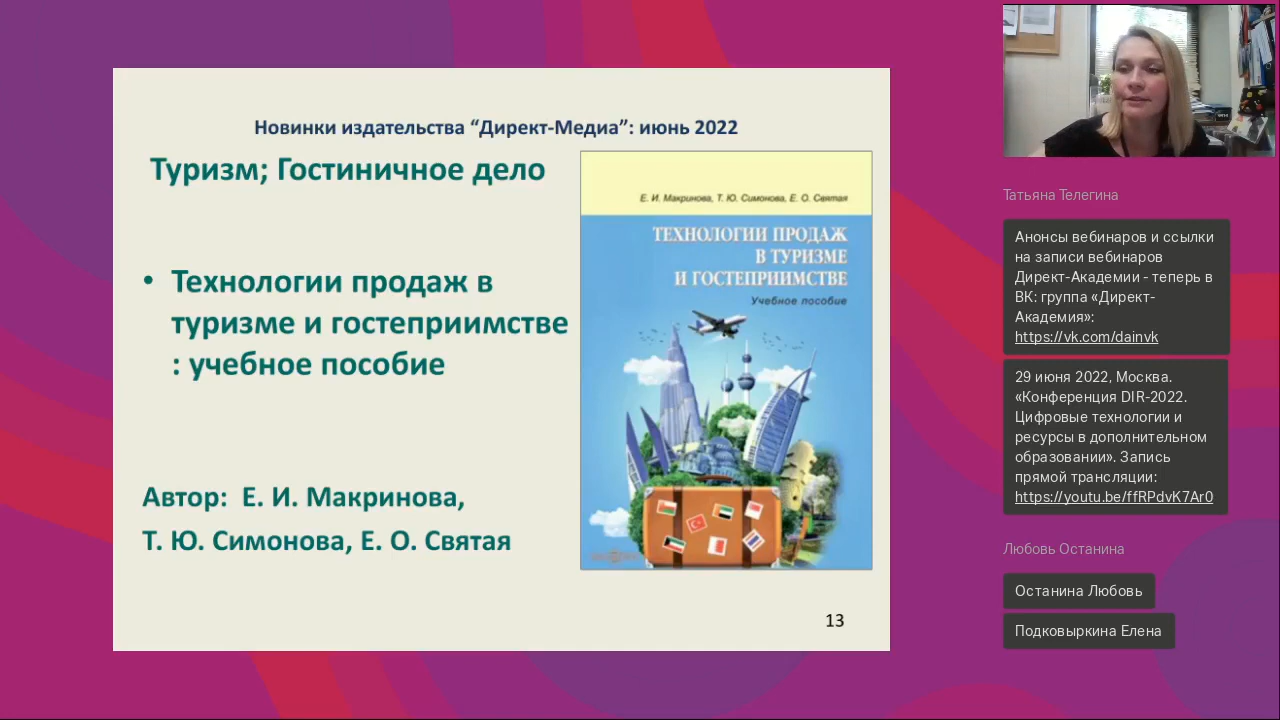 Новинки издательства “Директ-Медиа”: июнь 2022
Туризм; Гостиничное дело
• Технологии продаж в
туризме и гостеприимстве
: учебное пособие
Автор: Е. И. Макринова,
Т. Ю. Симонова, Е. О. Святая
Е. И. Макринова, Т. Ю. Симонова, Е. О. Святая
ТЕХНОЛОГИИ ПРОДАЖ
В ТУРИЗМЕ
И ГОСТЕПРИИМСТВЕ
Учебное пособие
13
Татьяна Телегина
Анонсы вебинаров и ссылки
на записи вебинаров
Директ-Академии - теперь в
ВК: группа «Директ-
Академия»:
https://vk.com/dainvk
29 июня 2022, Москва.
«Конференция DIR-2022.
Цифровые технологии и
ресурсы в дополнительном
образовании». Запись
прямой трансляции:
https://youtu.be/ffRPdvK7Ar0
Любовь Останина
Останина Любовь
Подковыркина Елена